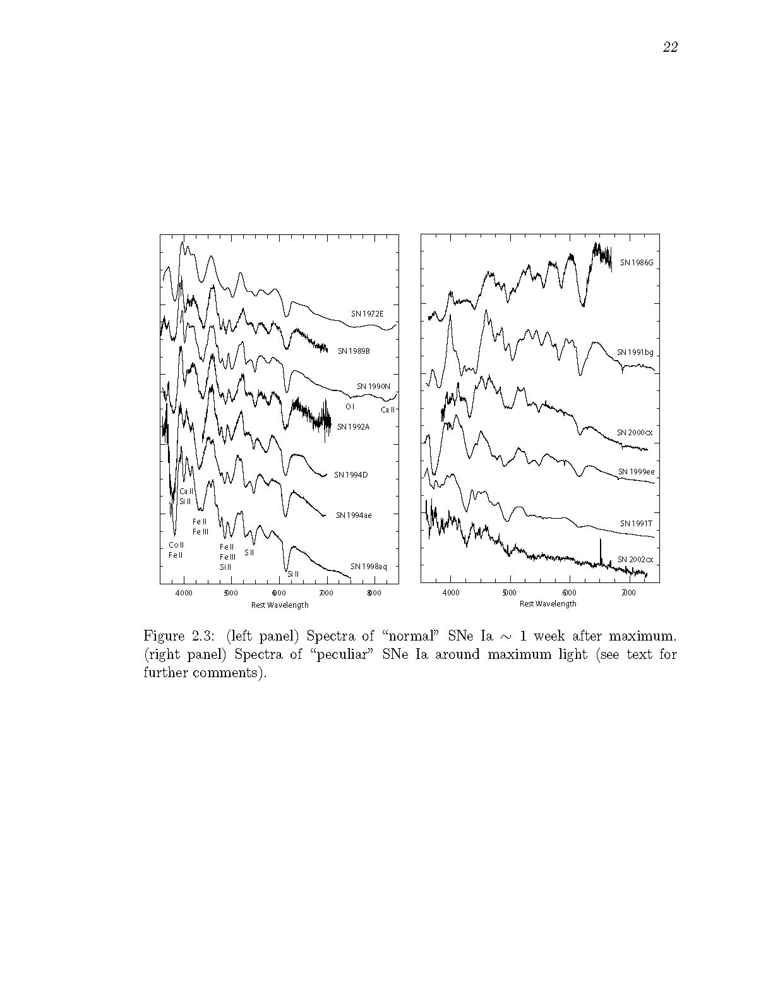 22
SN 1972E
SN 1989B
SN 1990N
O I
Ca II
SN 1992A
SN 1994D
Ca II
Si II
SN 1994ae
Fe II
Fe III
Co II
Fe II
Fe II
Fe III
Si II
S II
SN 1998aq
Si II
4000 5000 6000 7000 8000
Rest Wavelength
SN 1986G
SN 1991bg
SN 2000cx
SN 1999ee
SN 1991T
SN 2002cx
4000 5000 6000 7000
Rest Wavelength
Figure 2.3: (left panel) Spectra of “normal” SNe Ia ∼ 1 week after maximum.
(right panel) Spectra of “peculiar” SNe Ia around maximum light (see text for
further comments).